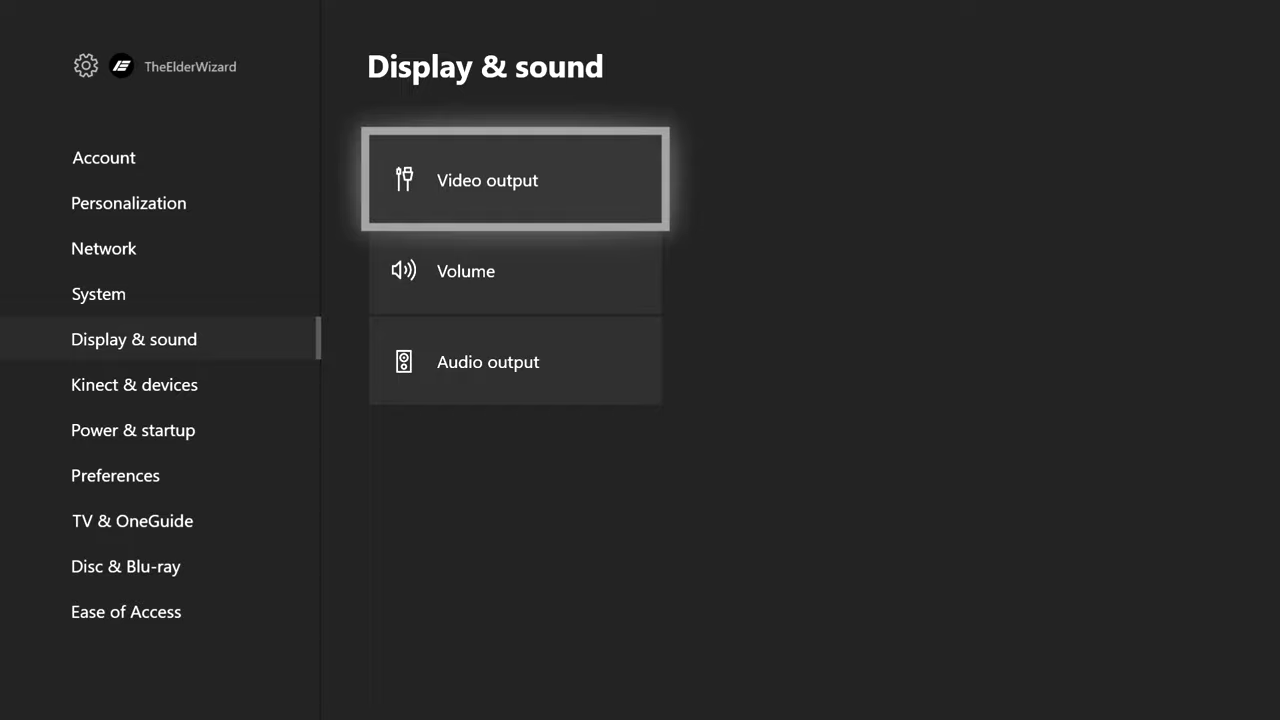 TheElderWizard
Account
Personalization
Network
System
Display & sound
Kinect & devices
Power & startup
Preferences
TV & OneGuide
Disc & Blu-ray
Ease of Access
Display & sound
Video output
Volume
Audio output